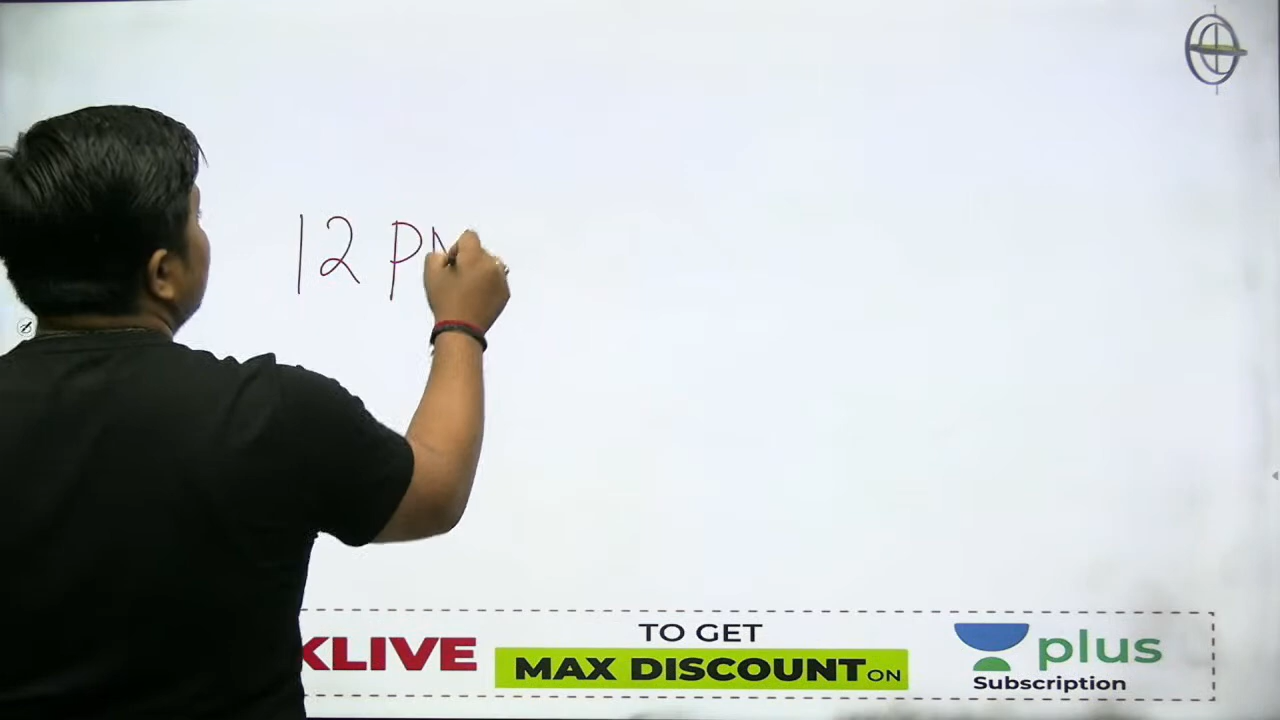 12 P
KLIVE
TO GET
MAX DISCOUNT ON
plus
Subscription